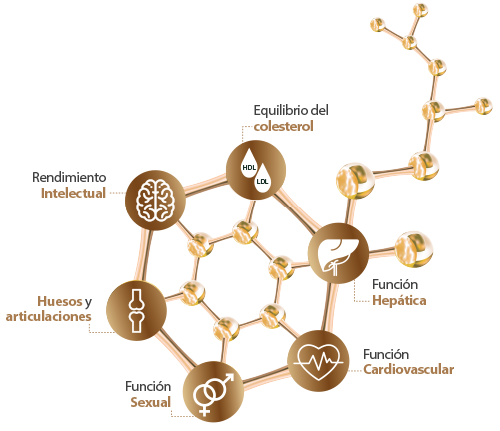 Equilibrio del
colesterol
HDL
LDL
Rendimiento
Intelectual
Función
Hepática
Huesos y
articulaciones
Función
Cardiovascular
Función
Sexual